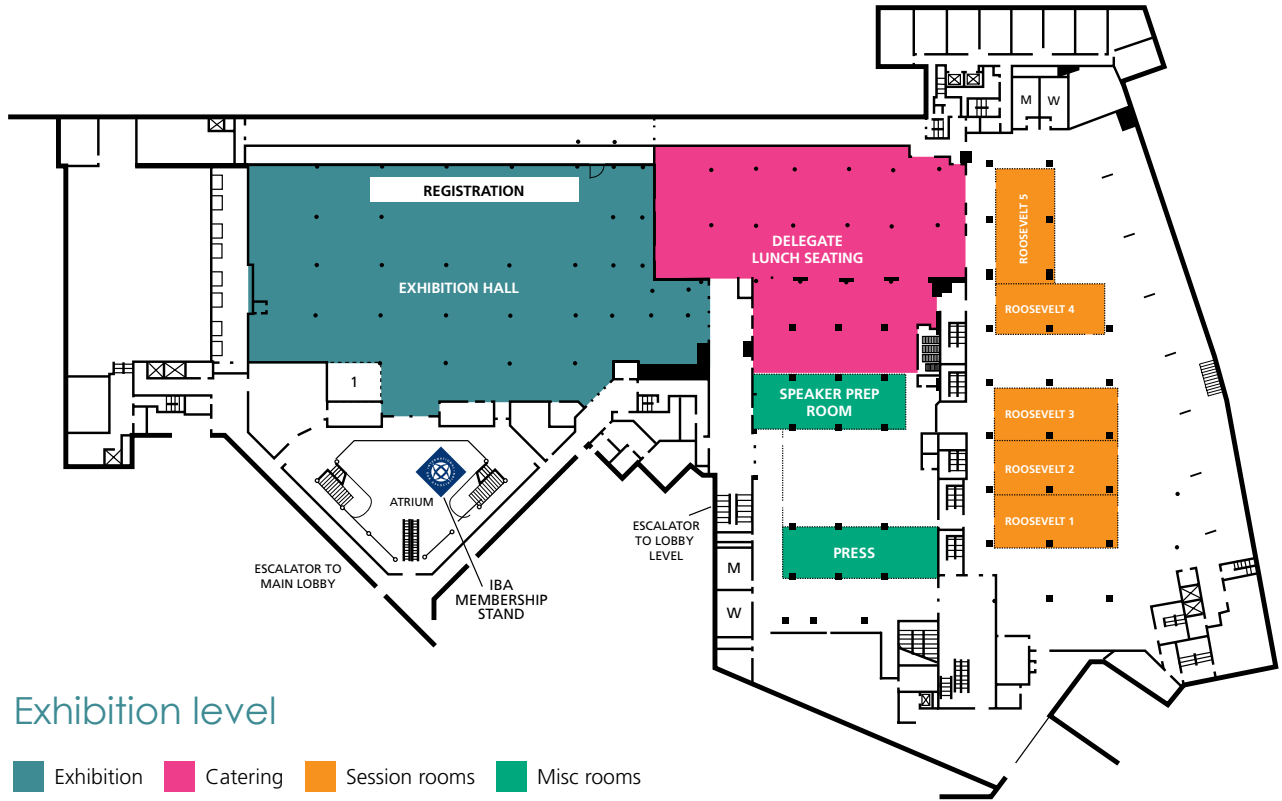 M
W
REGISTRATION
DELEGATE
LUNCH SEATING
ROOSEVELT 5
EXHIBITION HALL
ROOSEVELT 4
1
SPEAKER PREP
ROOM
ROOSEVELT 3
ROOSEVELT 2
ROOSEVELT 1
ATRIUM
ESCALATOR
TO LOBBY
LEVEL
PRESS
ESCALATOR TO
MAIN LOBBY
IBA
MEMBERSHIP
STAND
M
W
Exhibition level
Exhibition
Catering
Session rooms
Misc rooms